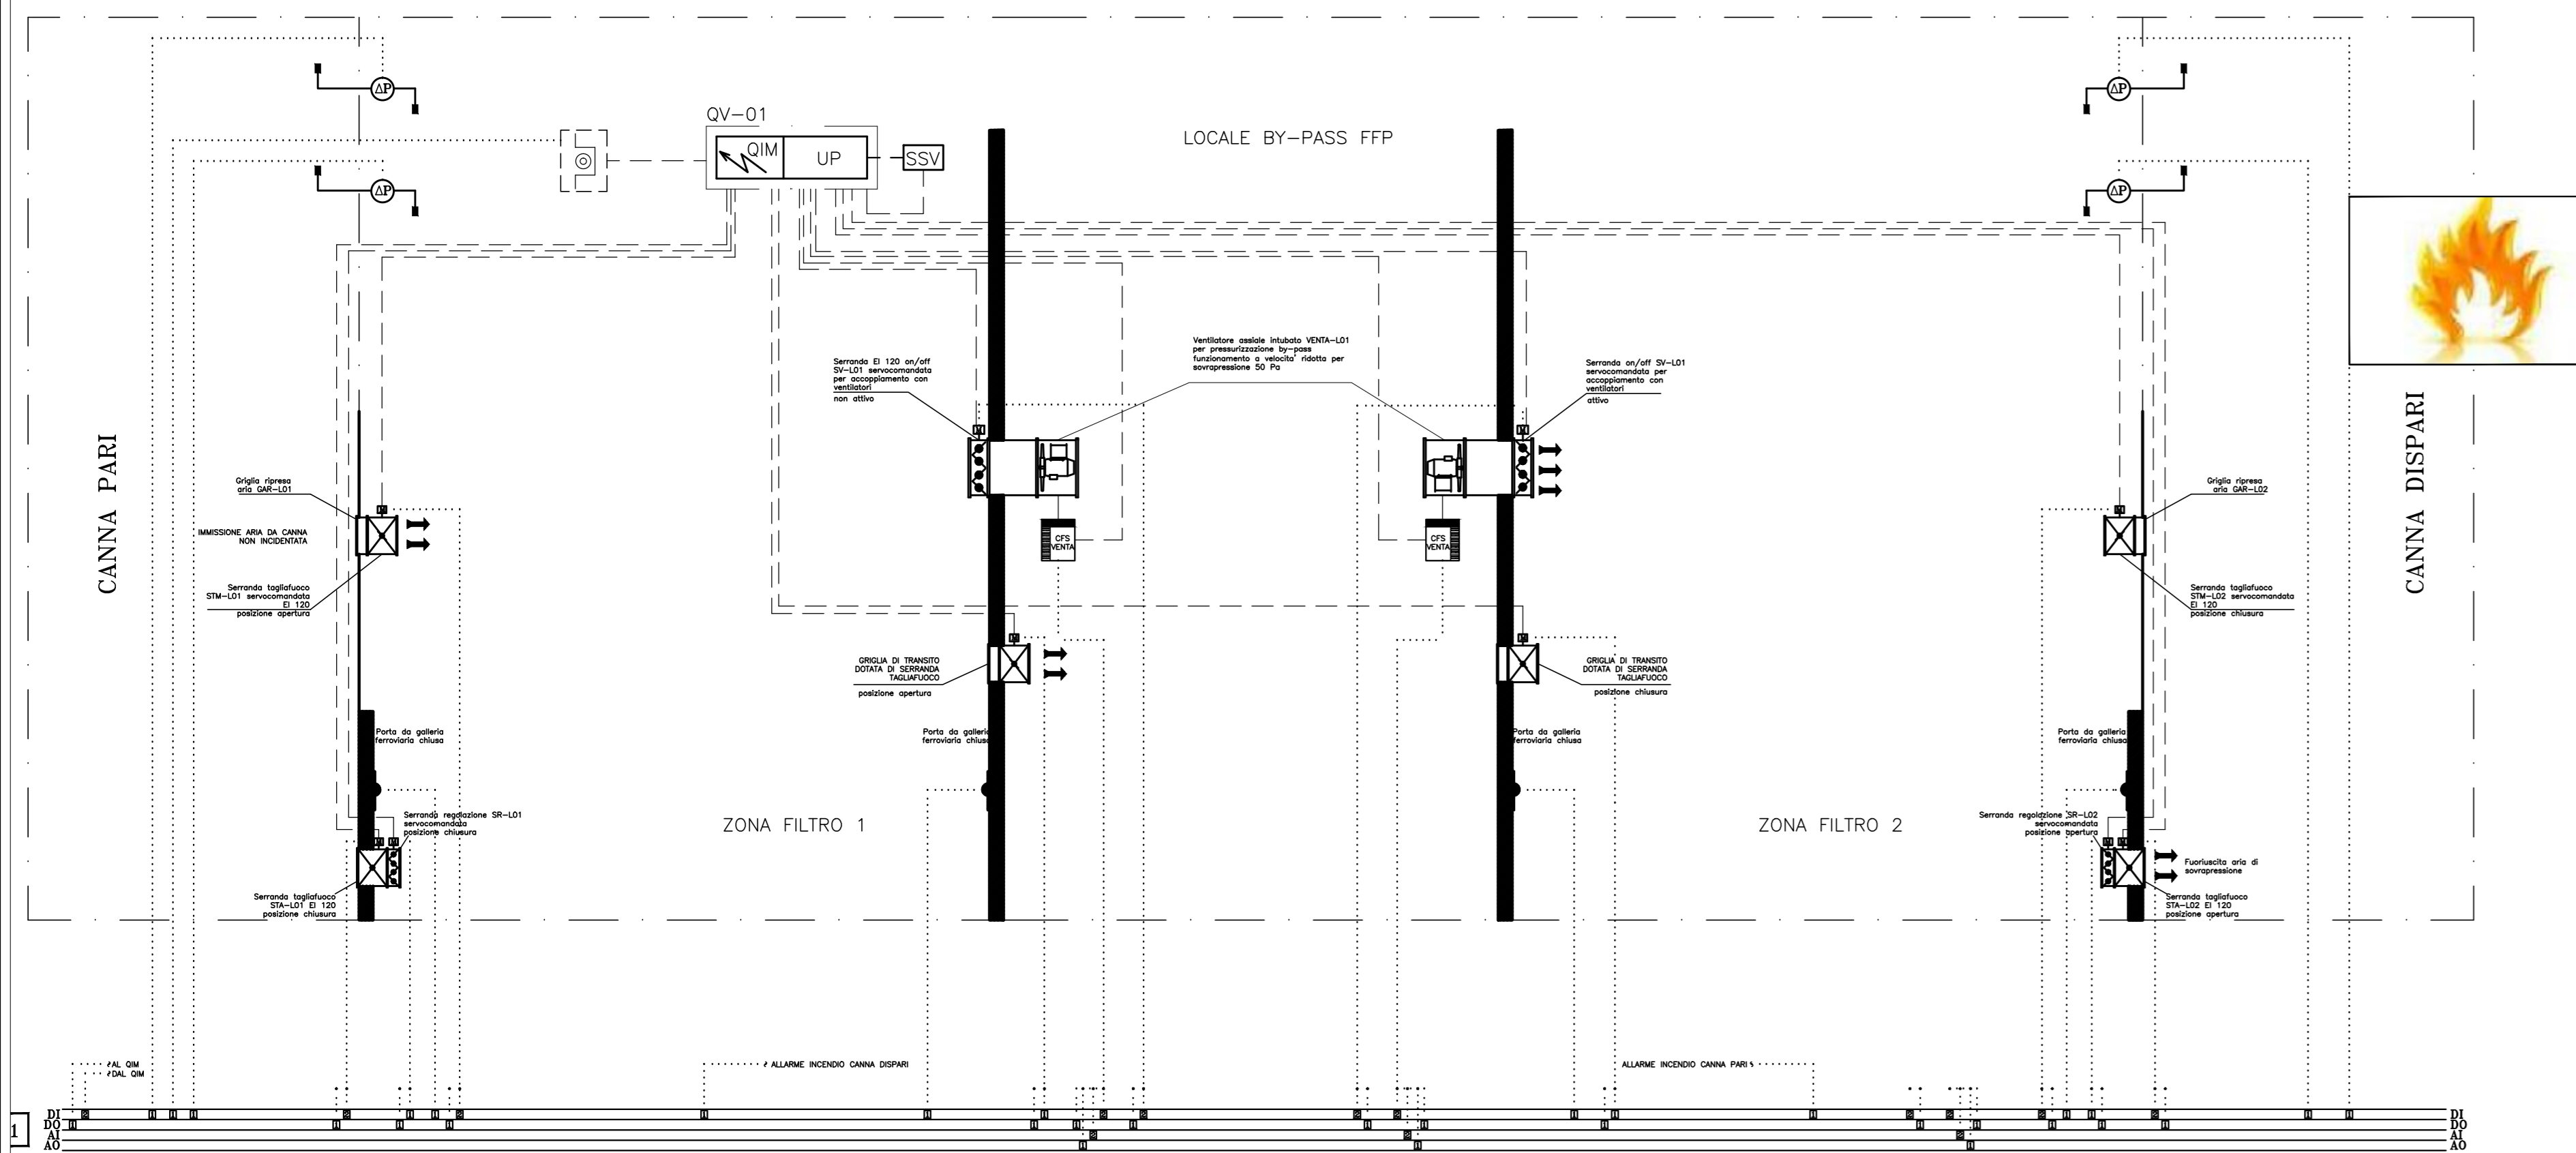 QV-01
QIM
UP
SSV
LOCALE BY-PASS FFP
ΔP
ΔP
ΔP
ΔP
CANNA PARI
CANNA DISPARI
Serranda EI 120 on/off
SV-L01 servocomandata
per accoppiamento con
ventilatori
non attivo
Ventilatore assiale intubato VENTA-L01
per pressurizzazione by-pass
funzionamento a velocita' ridotta per
sovrapressione 50 Pa
Serranda on/off SV-L01
servocomandata per
accoppiamento con
ventilatori
attivo
Griglia ripresa
aria GAR-L01
IMMISSIONE ARIA DA CANNA
NON INCIDENTATA
Serranda tagliafuoco
STM-L01 servocomandata
EI 120
posizione apertura
CFS
VENTA
CFS
VENTA
Griglia ripresa
aria GAR-L02
Serranda tagliafuoco
STM-L02 servocomandata
EI 120
posizione chiusura
GRIGLIA DI TRANSITO
DOTATA DI SERRANDA
TAGLIAFUOCO
posizione apertura
GRIGLIA DI TRANSITO
DOTATA DI SERRANDA
TAGLIAFUOCO
posizione chiusura
Porta da galleria
ferroviaria chiusa
Porta da galleria
ferroviaria chiusa
Porta da galleria
ferroviaria chiusa
Porta da galleria
ferroviaria chiusa
Serranda regolazione SR-L01
servocomandata
posizione chiusura
ZONA FILTRO 1
ZONA FILTRO 2
Serranda regolazione SR-L02
servocomandata
posizione apertura
Serranda tagliafuoco
STA-L01 EI 120
posizione chiusura
Fuoriuscita aria di
sovrapressione
Serranda tagliafuoco
STA-L02 EI 120
posizione apertura
AL QIM
DAL QIM
ALLARME INCENDIO CANNA DISPARI
ALLARME INCENDIO CANNA PARI
1
DI
DO
AI
AO
DI
DO
AI
AO